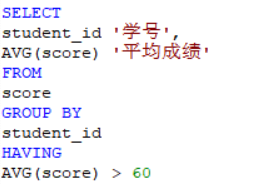 SELECT
student_id '学号',
AVG(score) '平均成绩'
FROM
score
GROUP BY
student_id
HAVING
AVG(score) > 60